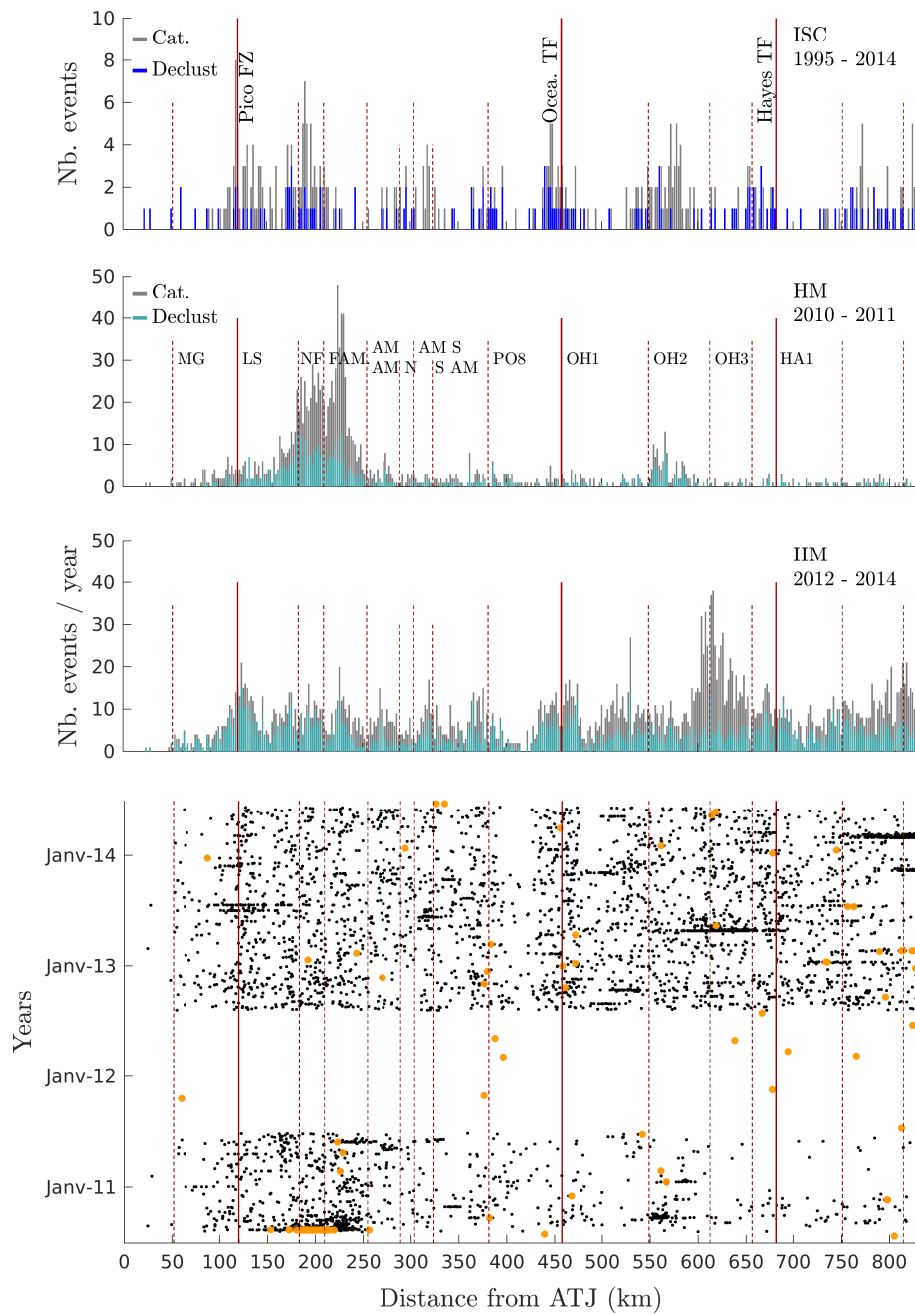 10
8
6
4
2
0
Nb. events
Cat.
Declust
Pico FZ
Ocea. TF
Hayes TF
ISC
1995 - 2014
50
40
30
20
10
0
Cat.
Declust
HM
2010 - 2011
MG
LS
NF
FAM
AM
AM N
AM S
S AM
PO8
OH1
OH2
OH3
HA1
50
40
30
20
10
0
Nb. events / year
HM
2012 - 2014
Janv-14
Janv-13
Janv-12
Janv-11
Years
0 50 100 150 200 250 300 350 400 450 500 550 600 650 700 750 800
Distance from ATJ (km)